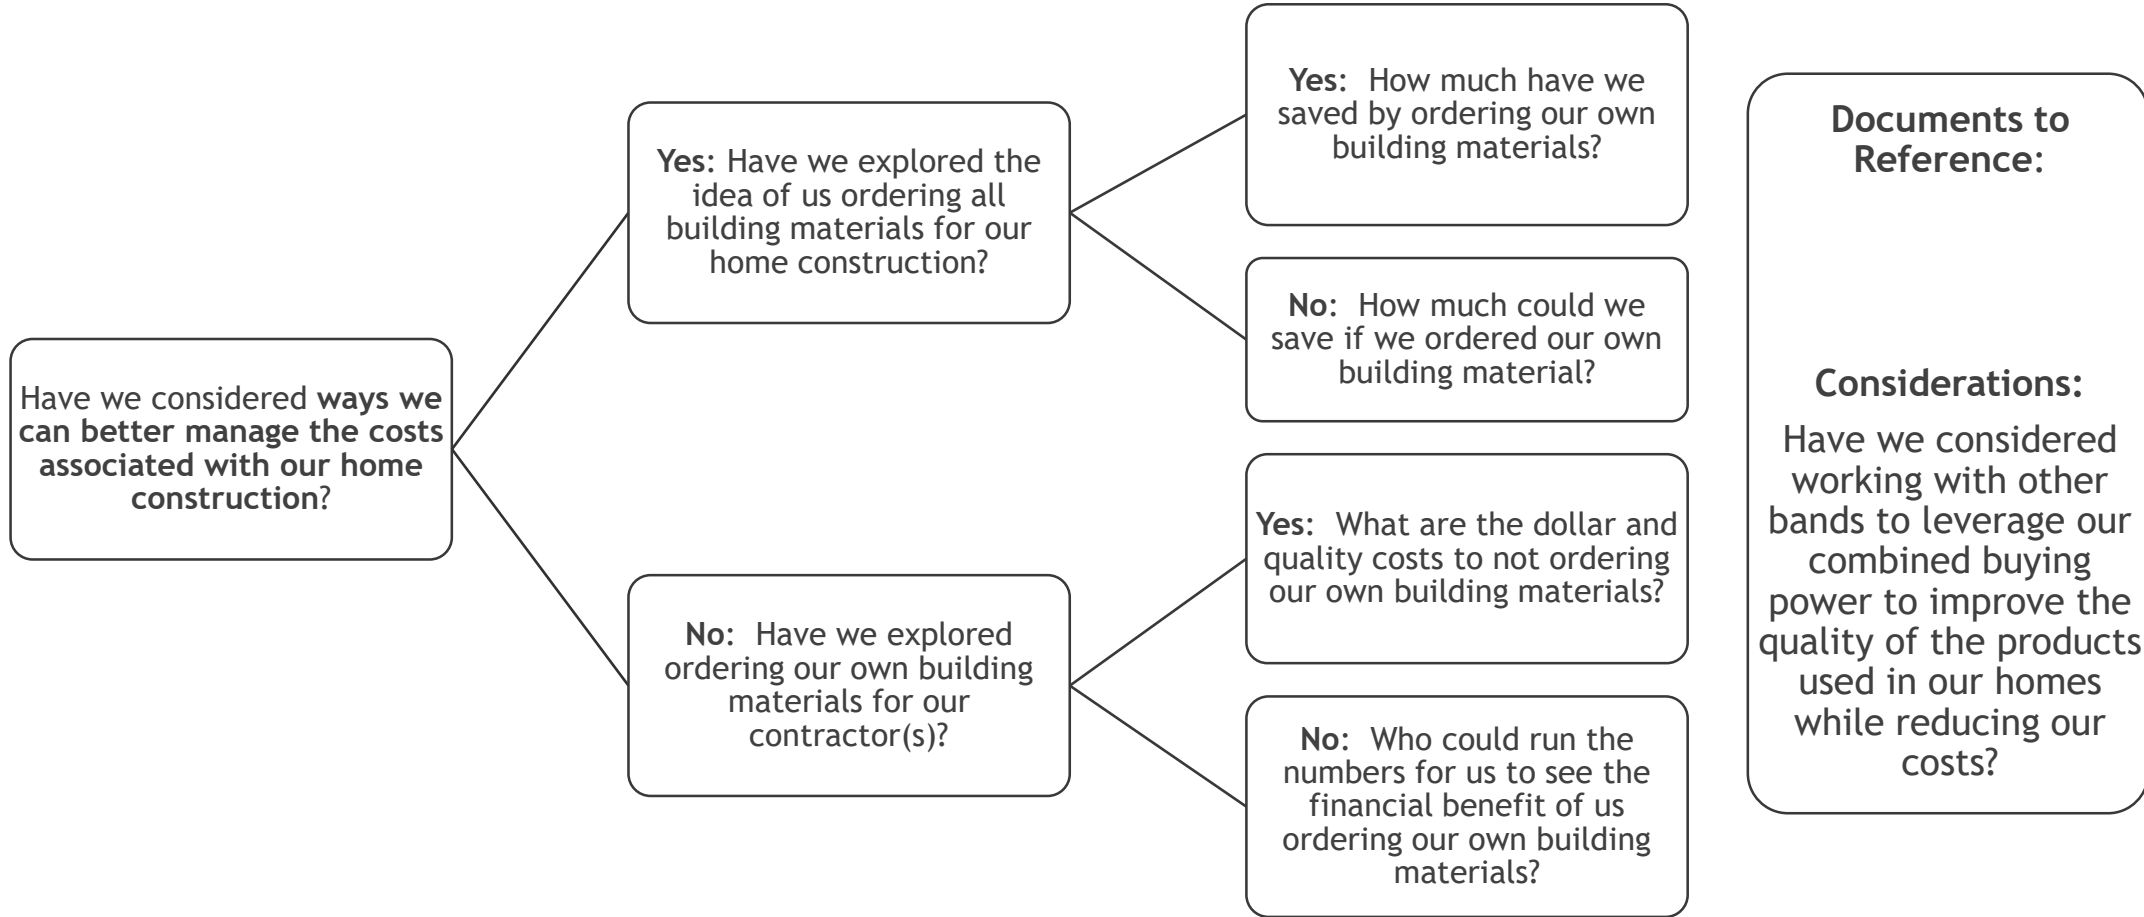 Have we considered ways we
can better manage the costs
associated with our home
construction?
Yes: Have we explored the
idea of us ordering all
building materials for our
home construction?
No: Have we explored
ordering our own building
materials for our
contractor(s)?
Yes: How much have we
saved by ordering our own
building materials?
No: How much could we
save if we ordered our own
building material?
Yes: What are the dollar and
quality costs to not ordering
our own building materials?
No: Who could run the
numbers for us to see the
financial benefit of us
ordering our own building
materials?
Documents to
Reference:
Considerations:
Have we considered
working with other
bands to leverage our
combined buying
power to improve the
quality of the products
used in our homes
while reducing our
costs?